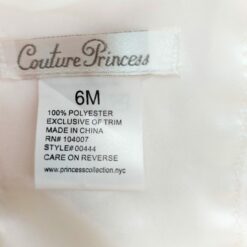 Couture Princess
6M
100% POLYESTER
EXCLUSIVE OF TRIM
MADE IN CHINA
RN# 104007
STYLE# 00444
CARE ON REVERSE
www.princesscollection.nyc